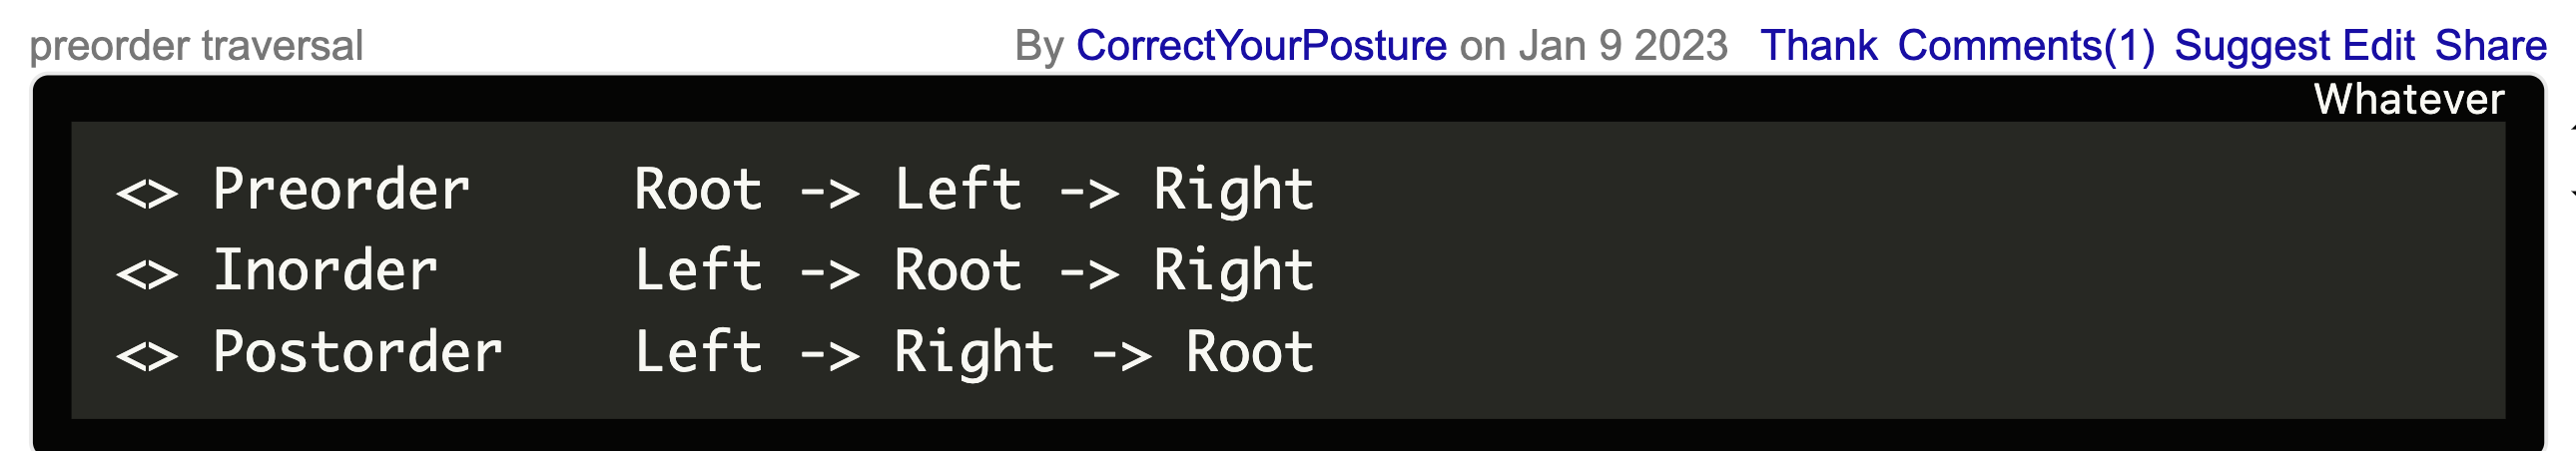 preorder traversal By CorrectYourPosture on Jan 9 2023 Thank Comments(1) Suggest Edit Share
Whatever
<> Preorder Root -> Left -> Right
<> Inorder Left -> Root -> Right
<> Postorder Left -> Right -> Root